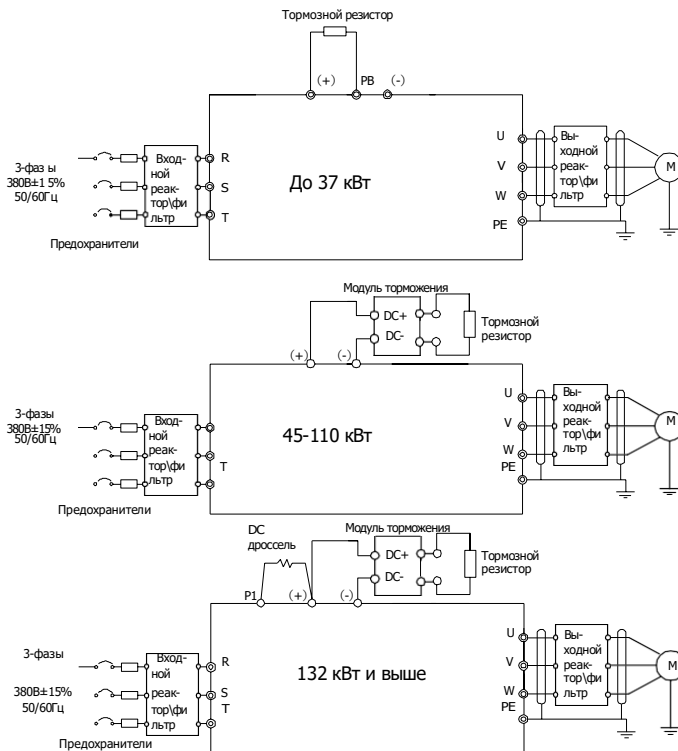 Тормозной резистор
(+) PB (-)
3-фаз ы
380В±1 5%
50/60Гц
Вход-
ной
реак-
тор\фи
льтр
R
S
T
До 37 кВт
U
V
W
PE
Вы-
ходной
реак-
тор\фи
льтр
M
Предохранители
Модуль торможения
DC+
DC-
Тормозной
резистор
(+) (-)
3-фазы
380В±15%
50/60Гц
Вход-
ной
реак-
тор\фи
льтр
T
45-110 кВт
U
V
W
PE
Вы-
ходной
реак-
тор\фи
льтр
M
Предохранители
DC
дроссель
Модуль торможения
DC+
DC-
Тормозной
резистор
P1 (+) (-)
3-фазы
380В±15%
50/60Гц
Вход-
ной
реак-
тор\фи
льтр
R
S
T
132 кВт и выше
U
V
W
PE
Вы-
ходной
реак-
тор\фи
льтр
M
Предохранители